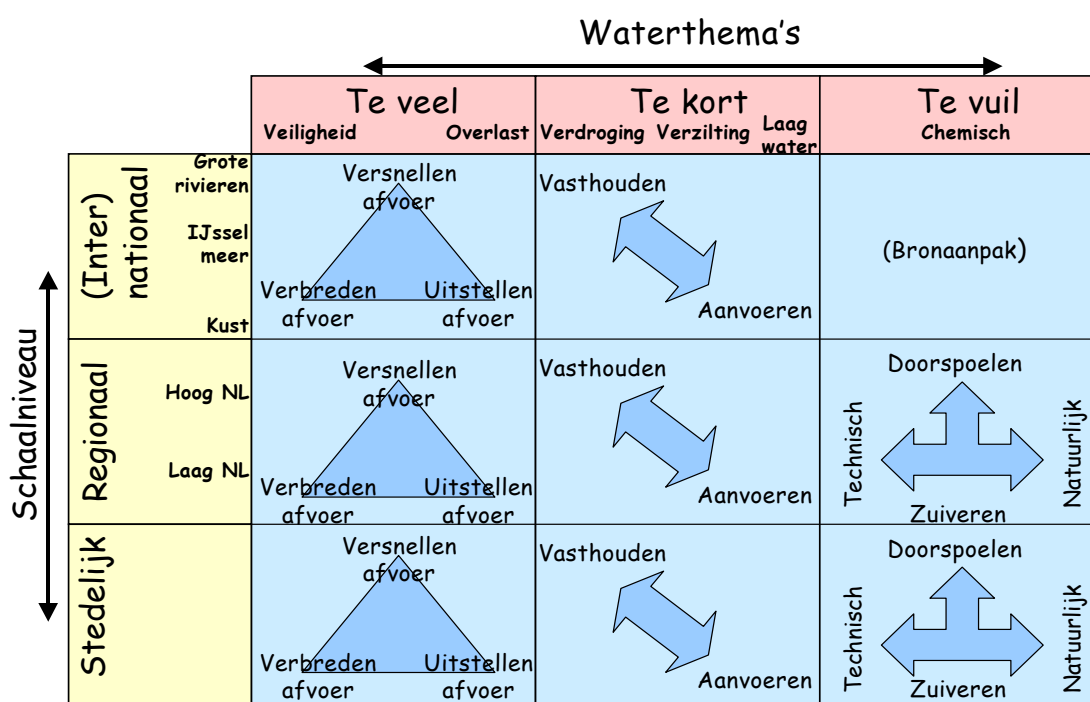 Waterthema's
Te veel
Te kort
Te vuil
Veiligheid
Overlast
Verdroging
Verzilting
Laag
water
Chemisch
Schaalniveau
(Inter)
nationaal
Grote
rivieren
IJssel
meer
Kust
Versnellen
afvoer
Verbreden
afvoer
Uitstellen
afvoer
Vasthouden
Aanvoeren
(Bronaanpak)
Regionaal
Hoog NL
Laag NL
Versnellen
afvoer
Verbreden
afvoer
Uitstellen
afvoer
Vasthouden
Aanvoeren
Doorspoelen
Technisch
Natuurlijk
Zuiveren
Stedelijk
Versnellen
afvoer
Verbreden
afvoer
Uitstellen
afvoer
Vasthouden
Aanvoeren
Doorspoelen
Technisch
Natuurlijk
Zuiveren